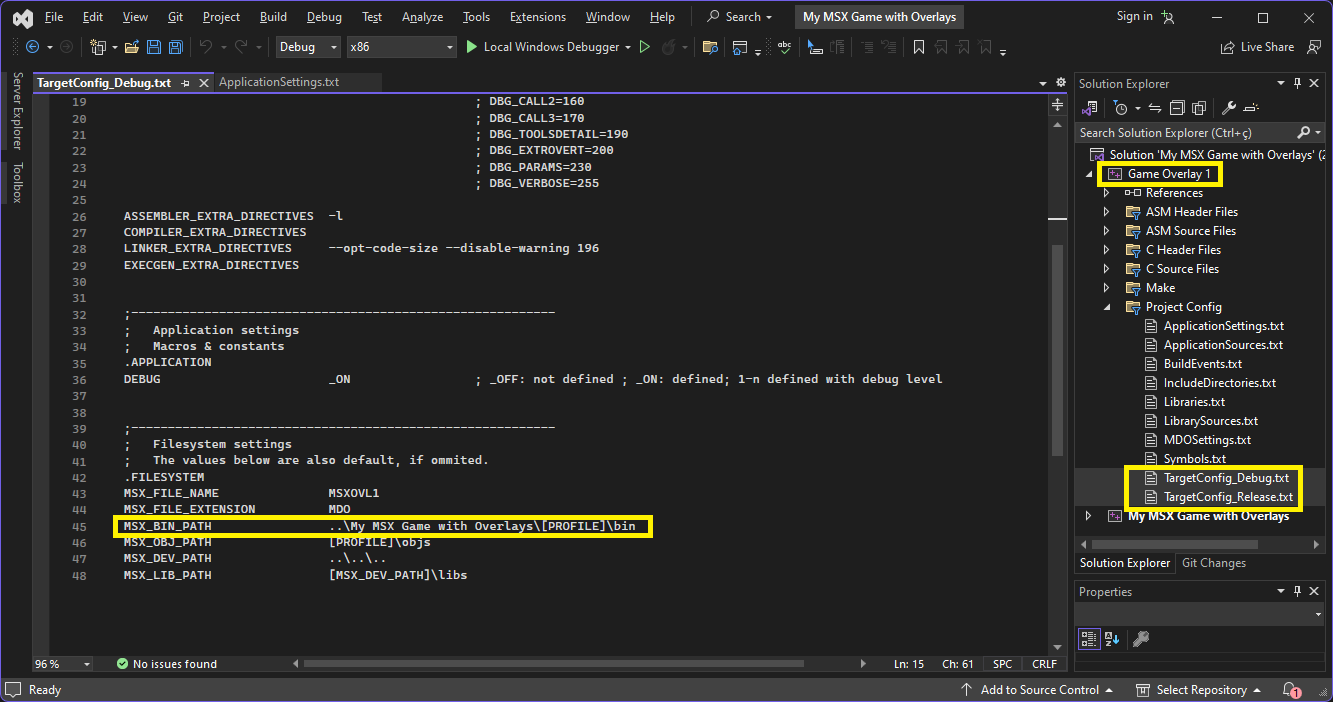 File Edit View Git Project Build Debug Test Analyze Tools Extensions Window Help Search My MSX Game with Overlays Sign in
Debug x86 Local Windows Debugger abc Live Share
Server Explorer
Toolbox
TargetConfig_Debug.txt ApplicationSettings.txt
19 ; DBG_CALL2=160
20 ; DBG_CALL3=170
21 ; DBG_TOOLSDETAIL=190
22 ; DBG_EXTROVERT=200
23 ; DBG_PARAMS=230
24 ; DBG_VERBOSE=255
25
26 ASSEMBLER_EXTRA_DIRECTIVES -l
27 COMPILER_EXTRA_DIRECTIVES
28 LINKER_EXTRA_DIRECTIVES --opt-code-size --disable-warning 196
29 EXECGEN_EXTRA_DIRECTIVES
30
31
32 ;----------------------------------------------------------
33 ; Application settings
34 ; Macros & constants
35 .APPLICATION
36 DEBUG _ON ; _OFF: not defined ; _ON: defined; 1-n defined with debug level
37
38
39 ;----------------------------------------------------------
40 ; Filesystem settings
41 ; The values below are also default, if ommited.
42 .FILESYSTEM
43 MSX_FILE_NAME MSXOVL1
44 MSX_FILE_EXTENSION MDO
45 MSX_BIN_PATH ..\My MSX Game with Overlays\[PROFILE]\bin
46 MSX_OBJ_PATH [PROFILE]\objs
47 MSX_DEV_PATH ..\..\..
48 MSX_LIB_PATH [MSX_DEV_PATH]\libs
96 % No issues found Ln: 15 Ch: 61 SPC CRLF
Solution Explorer
Search Solution Explorer (Ctrl+ç)
Solution 'My MSX Game with Overlays' (2
Game Overlay 1
References
ASM Header Files
ASM Source Files
C Header Files
C Source Files
Make
Project Config
ApplicationSettings.txt
ApplicationSources.txt
BuildEvents.txt
IncludeDirectories.txt
Libraries.txt
LibrarySources.txt
MDOSettings.txt
Symbols.txt
TargetConfig_Debug.txt
TargetConfig_Release.txt
My MSX Game with Overlays
Solution Explorer Git Changes
Properties
Ready Add to Source Control Select Repository 1